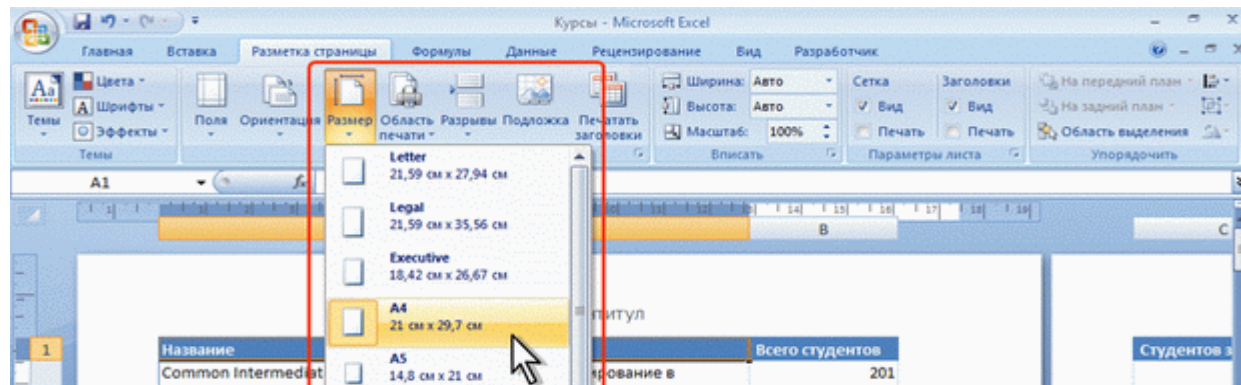 Курсы - Microsoft Excel
Главная Вставка Разметка страницы Формулы Данные Рецензирование Вид Разработчик
Темы
Цвета
Шрифты
Эффекты
Темы
Поля Ориентация Размер Область печати Разрывы Подложка Печатать заголовки
Ширина: Авто
Высота: Авто
Масштаб: 100%
Вписать
Сетка Заголовки
Вид Вид
Печать Печать
Параметры листа
На передний план
На задний план
Область выделения
Упорядочить
A1
Letter
21,59 см x 27,94 см
Legal
21,59 см x 35,56 см
Executive
18,42 см x 26,67 см
A4
21 см x 29,7 см
A5
14,8 см x 21 см
B C
1 Название Всего студентов Студентов з
Common Intermediat 201